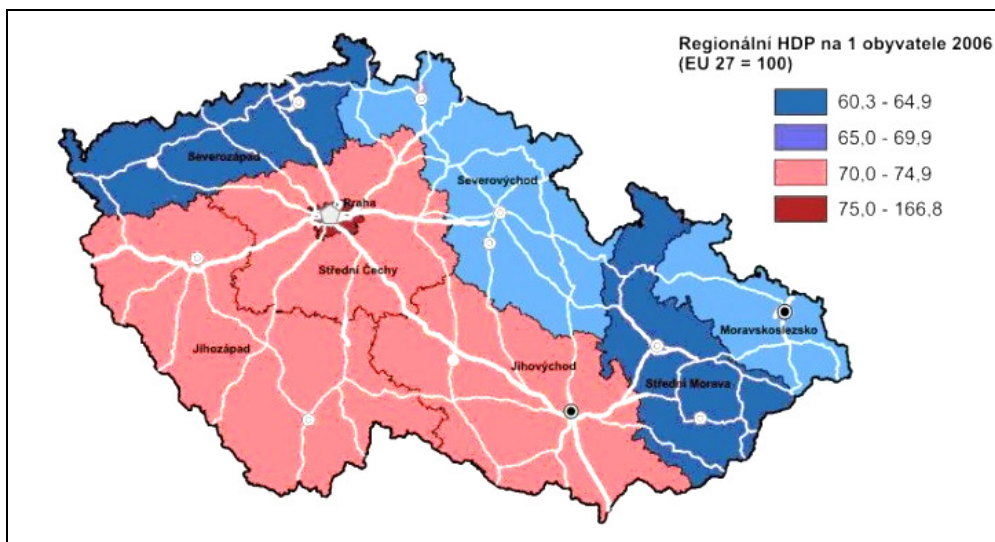 Regionální HDP na 1 obyvatele 2006
(EU 27 = 100)
60,3 - 64,9
65,0 - 69,9
70,0 - 74,9
75,0 - 166,8
Severozápad
Severovýchod
Praha
Střední Čechy
Moravskoslezsko
Jihozápad
Jihovýchod
Střední Morava